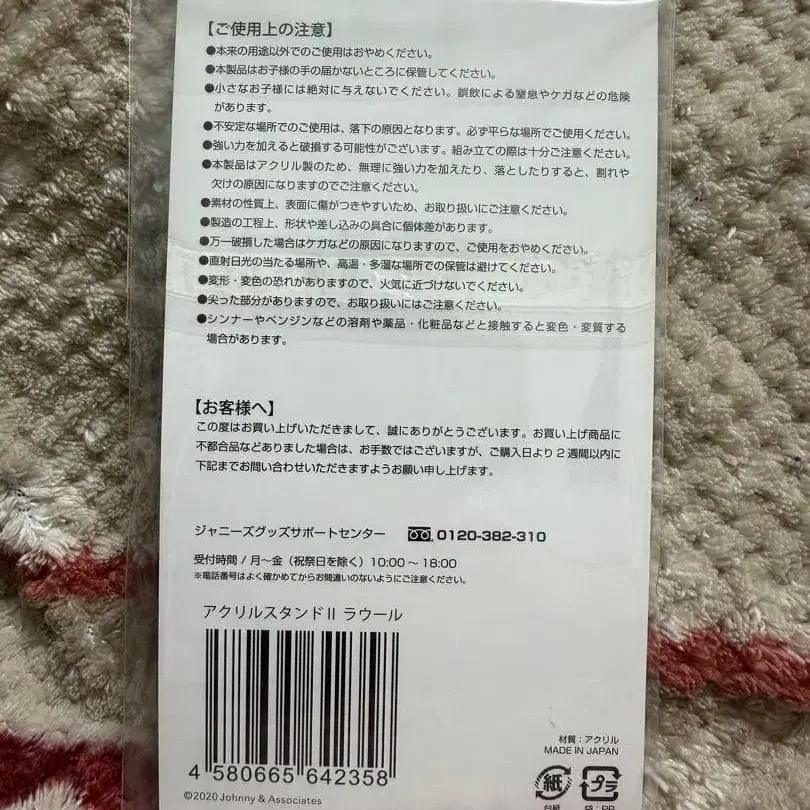 【ご使用上の注意】
●本来の用途以外でのご使用はおやめください。
●本製品はお子様の手の届かないところに保管してください。
●小さなお子様には絶対に与えないでください。誤飲による窒息やケガなどの危険
があります。
●不安定な場所でのご使用は、落下の原因となります。必ず平らな場所でご使用ください。
●強い力を加えると破損する可能性がございます。組み立ての際は十分ご注意ください。
●本製品はアクリル製のため、無理に強い力を加えたり、落としたりすると、割れや
欠けの原因になりますのでご注意ください。
●素材の性質上、表面に傷がつきやすいため、お取り扱いにご注意ください。
●製造の工程上、形状や差し込みの具合に個体差があります。
●万一破損した場合はケガなどの原因になりますので、ご使用をおやめください。
●直射日光の当たる場所や、高温・多湿な場所での保管は避けてください。
●変形・変色の恐れがありますので、火気に近づけないでください。
●尖った部分がありますので、お取り扱いにはご注意ください。
●シンナーやベンジンなどの溶剤や薬品・化粧品などと接触すると変色・変質する
場合があります。
【お客様へ】
この度はお買い上げいただきまして、誠にありがとうございます。お買い上げ商品に
不都合品などありました場合は、お手数ではございますが、ご購入日より2週間以内に
下記までお問い合わせいただきますようお願い申し上げます。
ジャニーズグッズサポートセンター 0120-382-310
受付時間 / 月〜金（祝祭日を除く）10:00〜18:00
※電話番号はよく確かめてからお間違いのないようにご注意ください。
アクリルスタンドII ラウール
4 580665 642358
©2020 Johnny & Associates
材質：アクリル
MADE IN JAPAN
紙 プラ
台紙 袋：PP